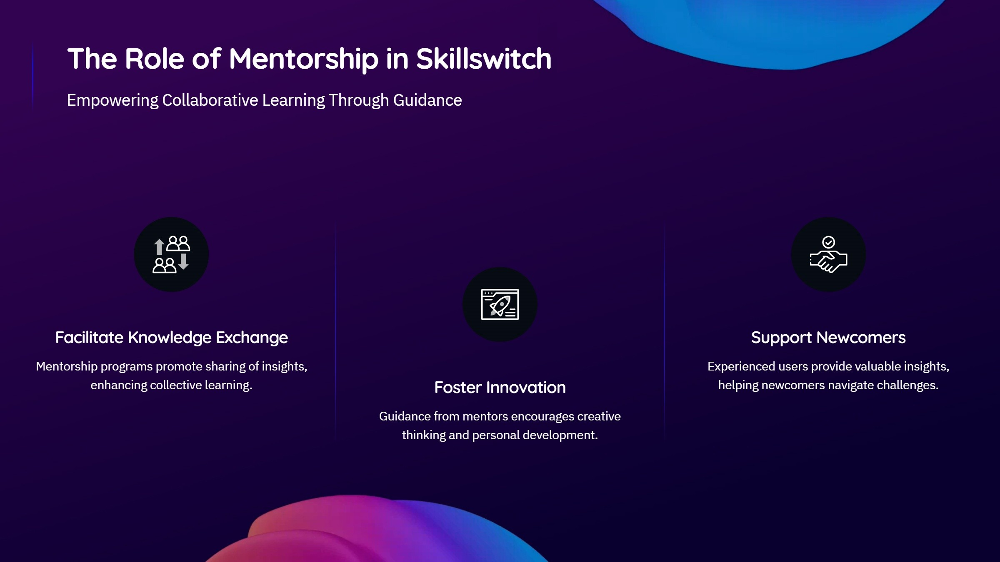 The Role of Mentorship in Skillswitch
Empowering Collaborative Learning Through Guidance
Facilitate Knowledge Exchange
Mentorship programs promote sharing of insights,
enhancing collective learning.
Foster Innovation
Guidance from mentors encourages creative
thinking and personal development.
Support Newcomers
Experienced users provide valuable insights,
helping newcomers navigate challenges.